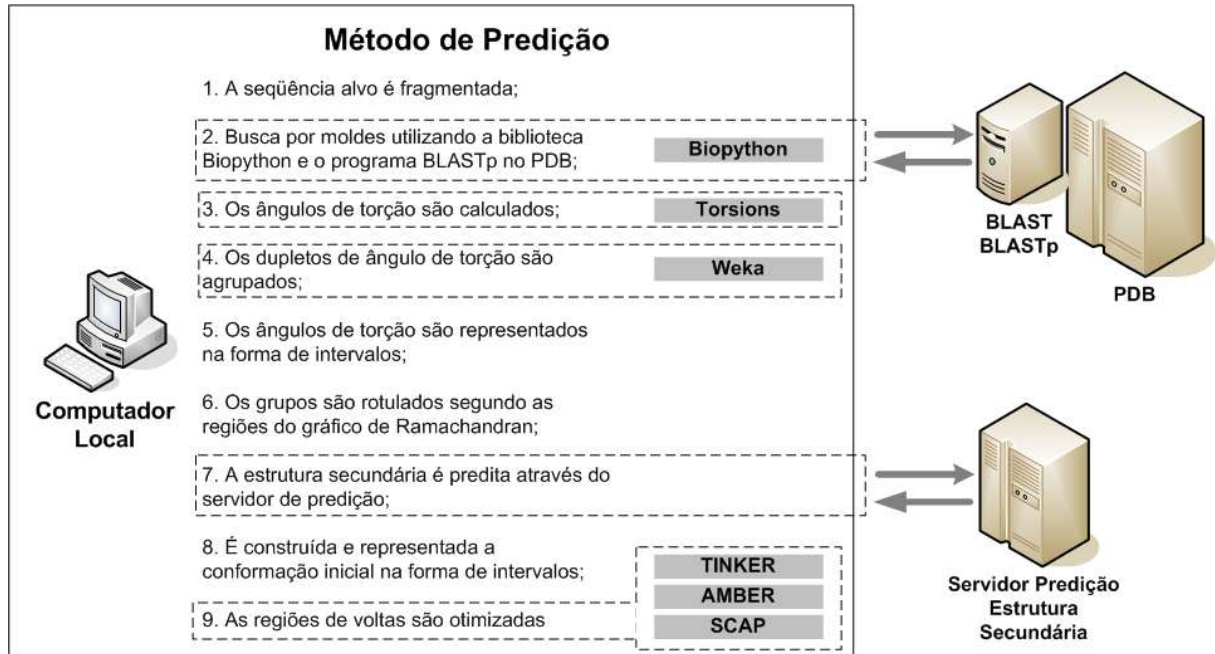 Método de Predição
1. A seqüência alvo é fragmentada;
2. Busca por moldes utilizando a biblioteca
Biopython e o programa BLASTp no PDB;
Biopython
3. Os ângulos de torção são calculados;
Torsions
4. Os dupletos de ângulo de torção são
agrupados;
Weka
5. Os ângulos de torção são representados
na forma de intervalos;
6. Os grupos são rotulados segundo as
regiões do gráfico de Ramachandran;
7. A estrutura secundária é predita através do
servidor de predição;
8. É construída e representada a
conformação inicial na forma de intervalos;
9. As regiões de voltas são otimizadas
TINKER
AMBER
SCAP
Computador
Local
BLAST
BLASTp
PDB
Servidor Predição
Estrutura
Secundária